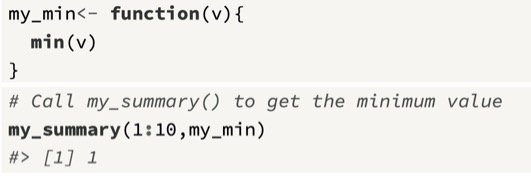 my_min<- function(v){
  min(v)
}
# Call my_summary() to get the minimum value
my_summary(1:10,my_min)
#> [1] 1